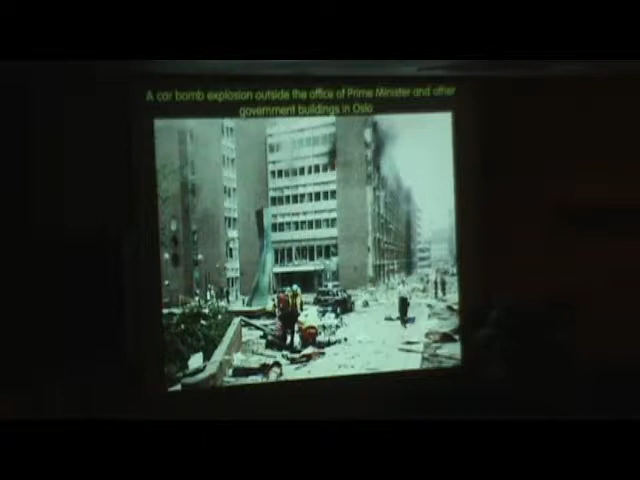 A car bomb explosion outside the office of Prime Minister and other
government buildings in Oslo